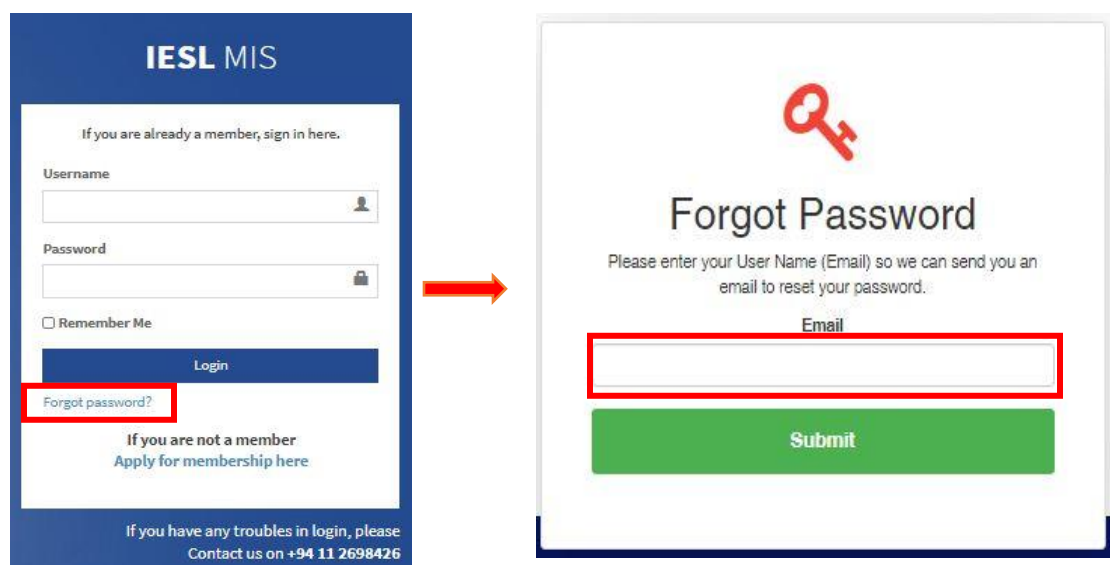 IESL MIS
If you are already a member, sign in here.
Username
Password
Remember Me
Login
Forgot password?
If you are not a member
Apply for membership here
If you have any troubles in login, please
Contact us on +94 11 2698426
Forgot Password
Please enter your User Name (Email) so we can send you an
email to reset your password.
Email
Submit